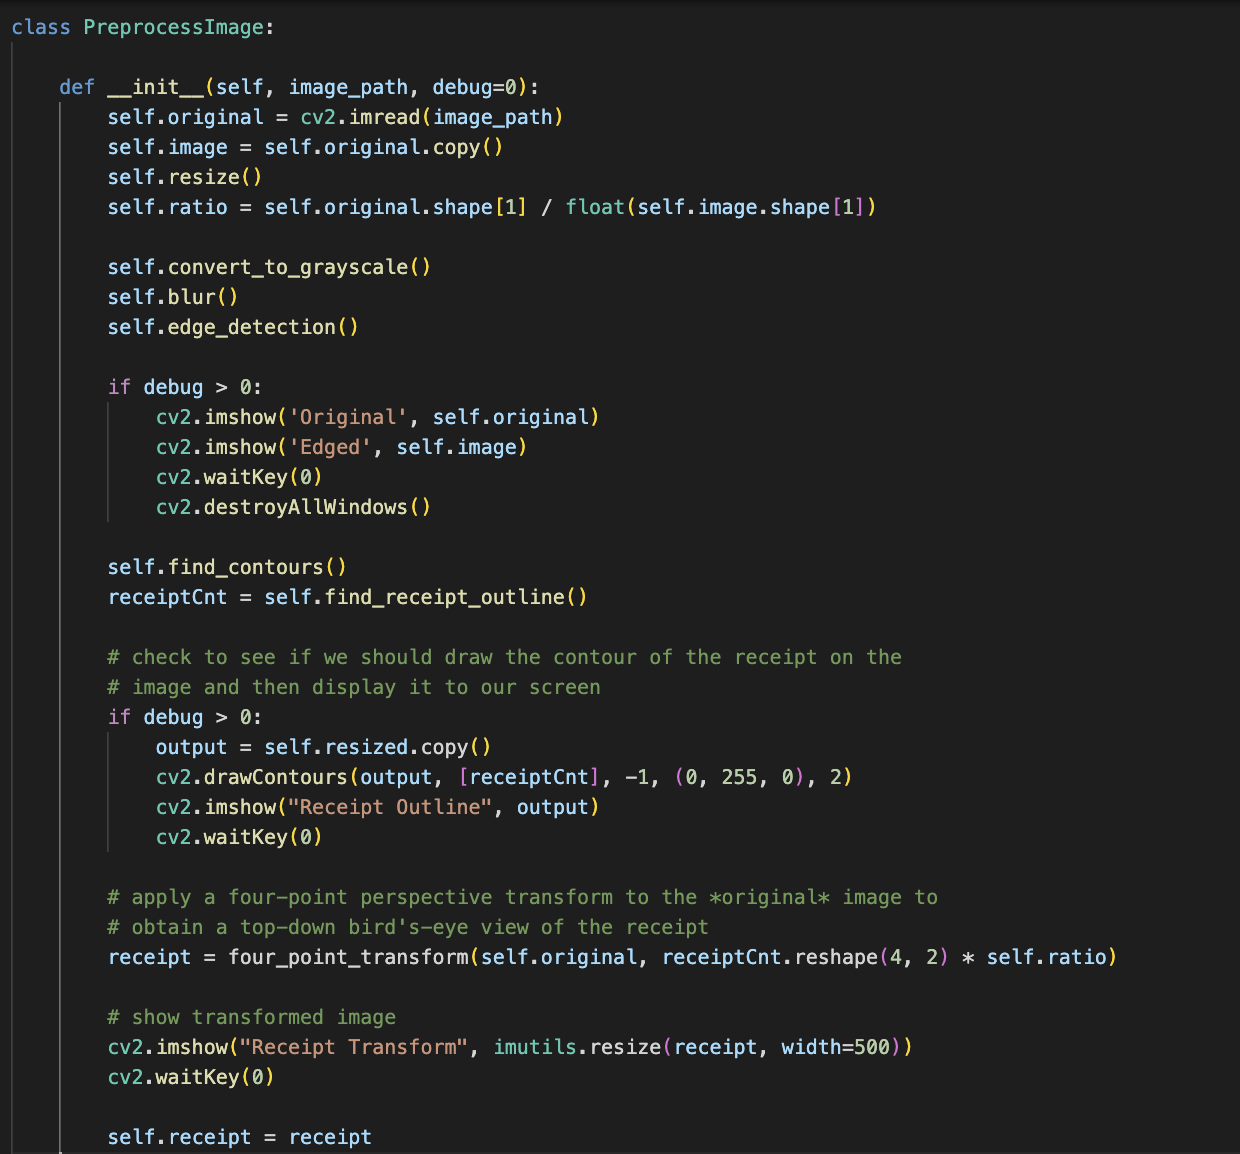 class PreprocessImage:
def __init__(self, image_path, debug=0):
self.original = cv2.imread(image_path)
self.image = self.original.copy()
self.resize()
self.ratio = self.original.shape[1] / float(self.image.shape[1])
self.convert_to_grayscale()
self.blur()
self.edge_detection()
if debug > 0:
cv2.imshow('Original', self.original)
cv2.imshow('Edged', self.image)
cv2.waitKey(0)
cv2.destroyAllWindows()
self.find_contours()
receiptCnt = self.find_receipt_outline()
# check to see if we should draw the contour of the receipt on the
# image and then display it to our screen
if debug > 0:
output = self.resized.copy()
cv2.drawContours(output, [receiptCnt], -1, (0, 255, 0), 2)
cv2.imshow("Receipt Outline", output)
cv2.waitKey(0)
# apply a four-point perspective transform to the *original* image to
# obtain a top-down bird's-eye view of the receipt
receipt = four_point_transform(self.original, receiptCnt.reshape(4, 2) * self.ratio)
# show transformed image
cv2.imshow("Receipt Transform", imutils.resize(receipt, width=500))
cv2.waitKey(0)
self.receipt = receipt